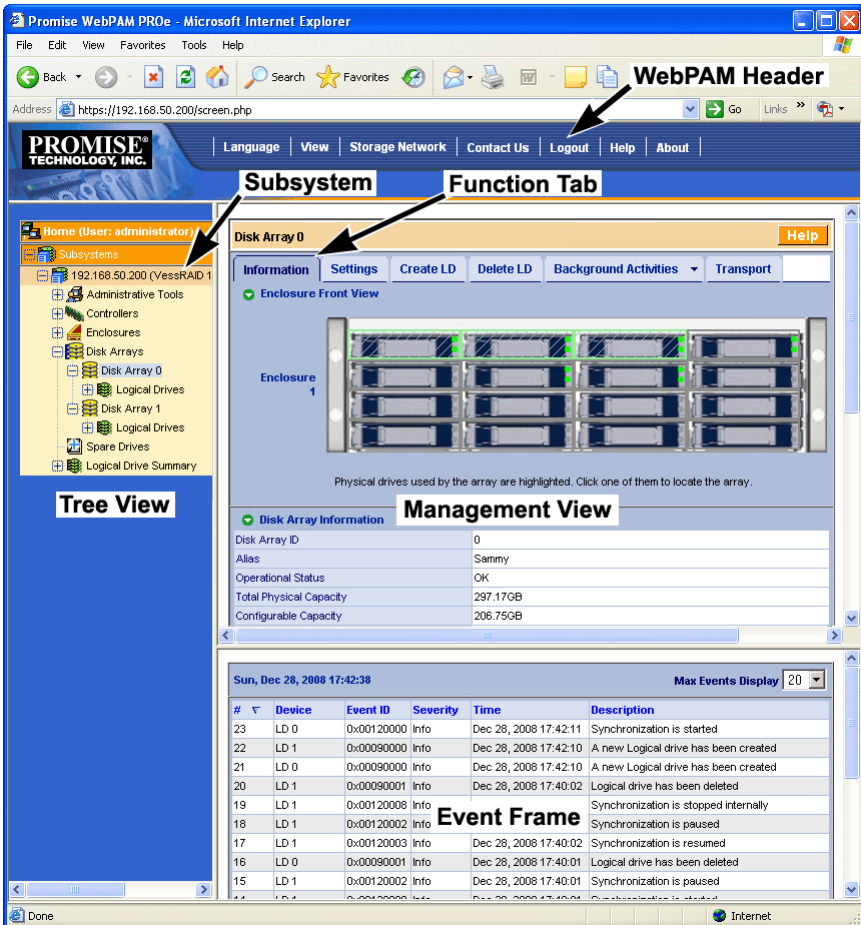 Promise WebPAM PROe - Microsoft Internet Explorer
File Edit View Favorites Tools Help
Back Search Favorites
WebPAM Header
Address https://192.168.50.200/screen.php Go Links »
PROMISE®
TECHNOLOGY, INC.
Language | View | Storage Network | Contact Us | Logout | Help | About |
Subsystem
Function Tab
Home (User: administrator)
Subsystems
192.168.50.200 (VessRAID 1
Administrative Tools
Controllers
Enclosures
Disk Arrays
Disk Array 0
Logical Drives
Disk Array 1
Logical Drives
Spare Drives
Logical Drive Summary
Tree View
Disk Array 0 Help
Information Settings Create LD Delete LD Background Activities Transport
Enclosure Front View
Enclosure
1
Physical drives used by the array are highlighted. Click one of them to locate the array.
Management View
Disk Array Information
Disk Array ID 0
Alias Sammy
Operational Status OK
Total Physical Capacity 297.17GB
Configurable Capacity 206.75GB
Sun, Dec 28, 2008 17:42:38 Max Events Display 20
# Device Event ID Severity Time Description
23 LD 0 0x00120000 Info Dec 28, 2008 17:42:11 Synchronization is started
22 LD 1 0x00090000 Info Dec 28, 2008 17:42:10 A new Logical drive has been created
21 LD 0 0x00090000 Info Dec 28, 2008 17:42:10 A new Logical drive has been created
20 LD 1 0x00090001 Info Dec 28, 2008 17:40:02 Logical drive has been deleted
19 LD 1 0x00120008 Info Synchronization is stopped internally
18 LD 1 0x00120002 Info Synchronization is paused
Event Frame
17 LD 1 0x00120003 Info Dec 28, 2008 17:40:02 Synchronization is resumed
16 LD 0 0x00090001 Info Dec 28, 2008 17:40:01 Logical drive has been deleted
15 LD 1 0x00120002 Info Dec 28, 2008 17:40:01 Synchronization is paused
Done Internet